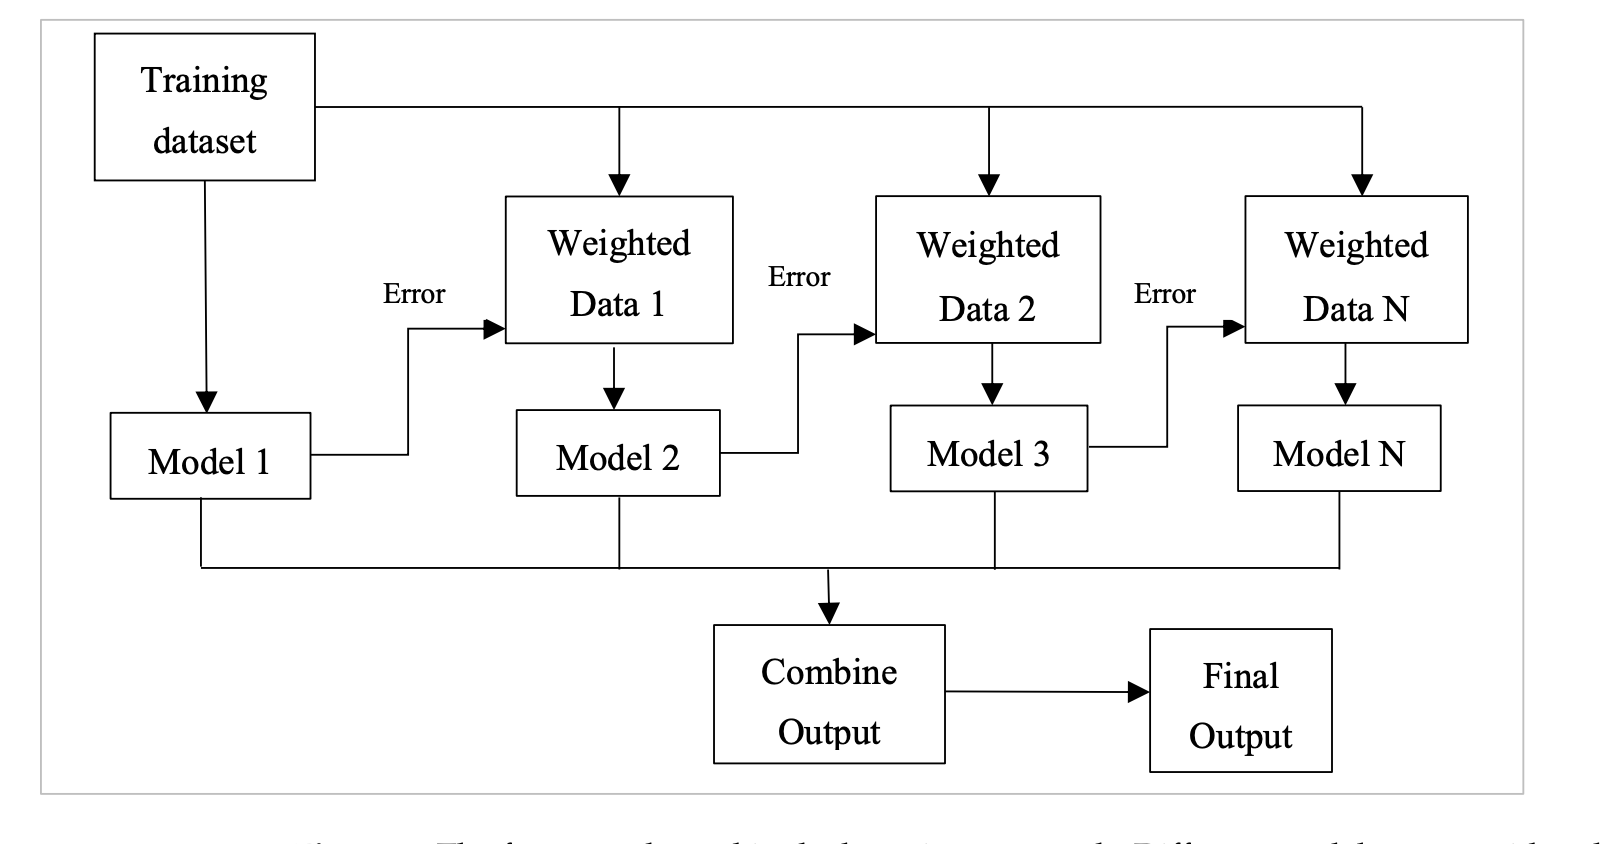 Training
dataset
Weighted
Data 1
Weighted
Data 2
Weighted
Data N
Error
Error
Error
Model 1
Model 2
Model 3
Model N
Combine
Output
Final
Output